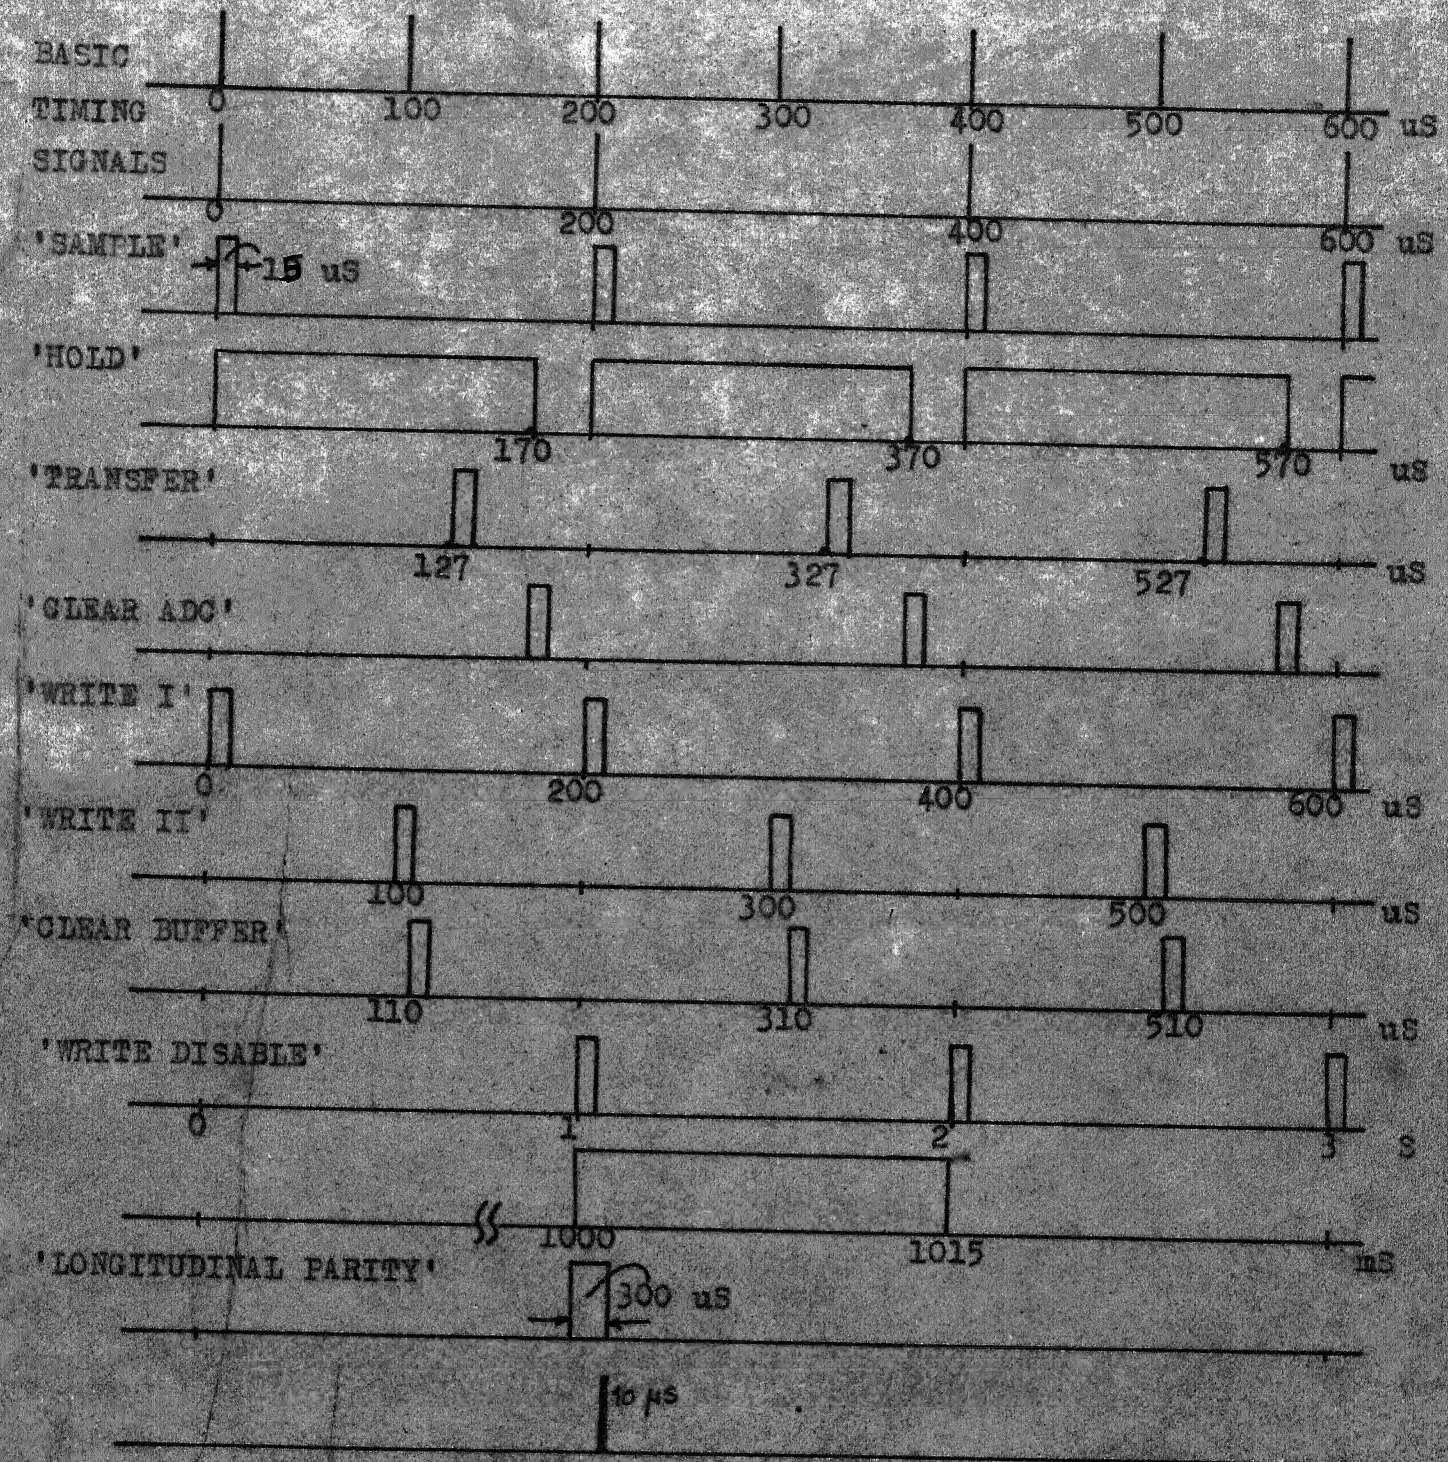 BASIC
TIMING
SIGNALS
0 100 200 300 400 500 600 uS
0 200 400 600 uS
'SAMPLE'
15 uS
'HOLD'
170 370 570 uS
'TRANSFER'
127 327 527 uS
'CLEAR ADC'
'WRITE I'
0 200 400 600 uS
'WRITE II'
100 300 500 uS
'CLEAR BUFFER'
110 310 510 uS
'WRITE DISABLE'
0 1 2 3 S
1000 1015 mS
'LONGITUDINAL PARITY'
300 uS
10 µs